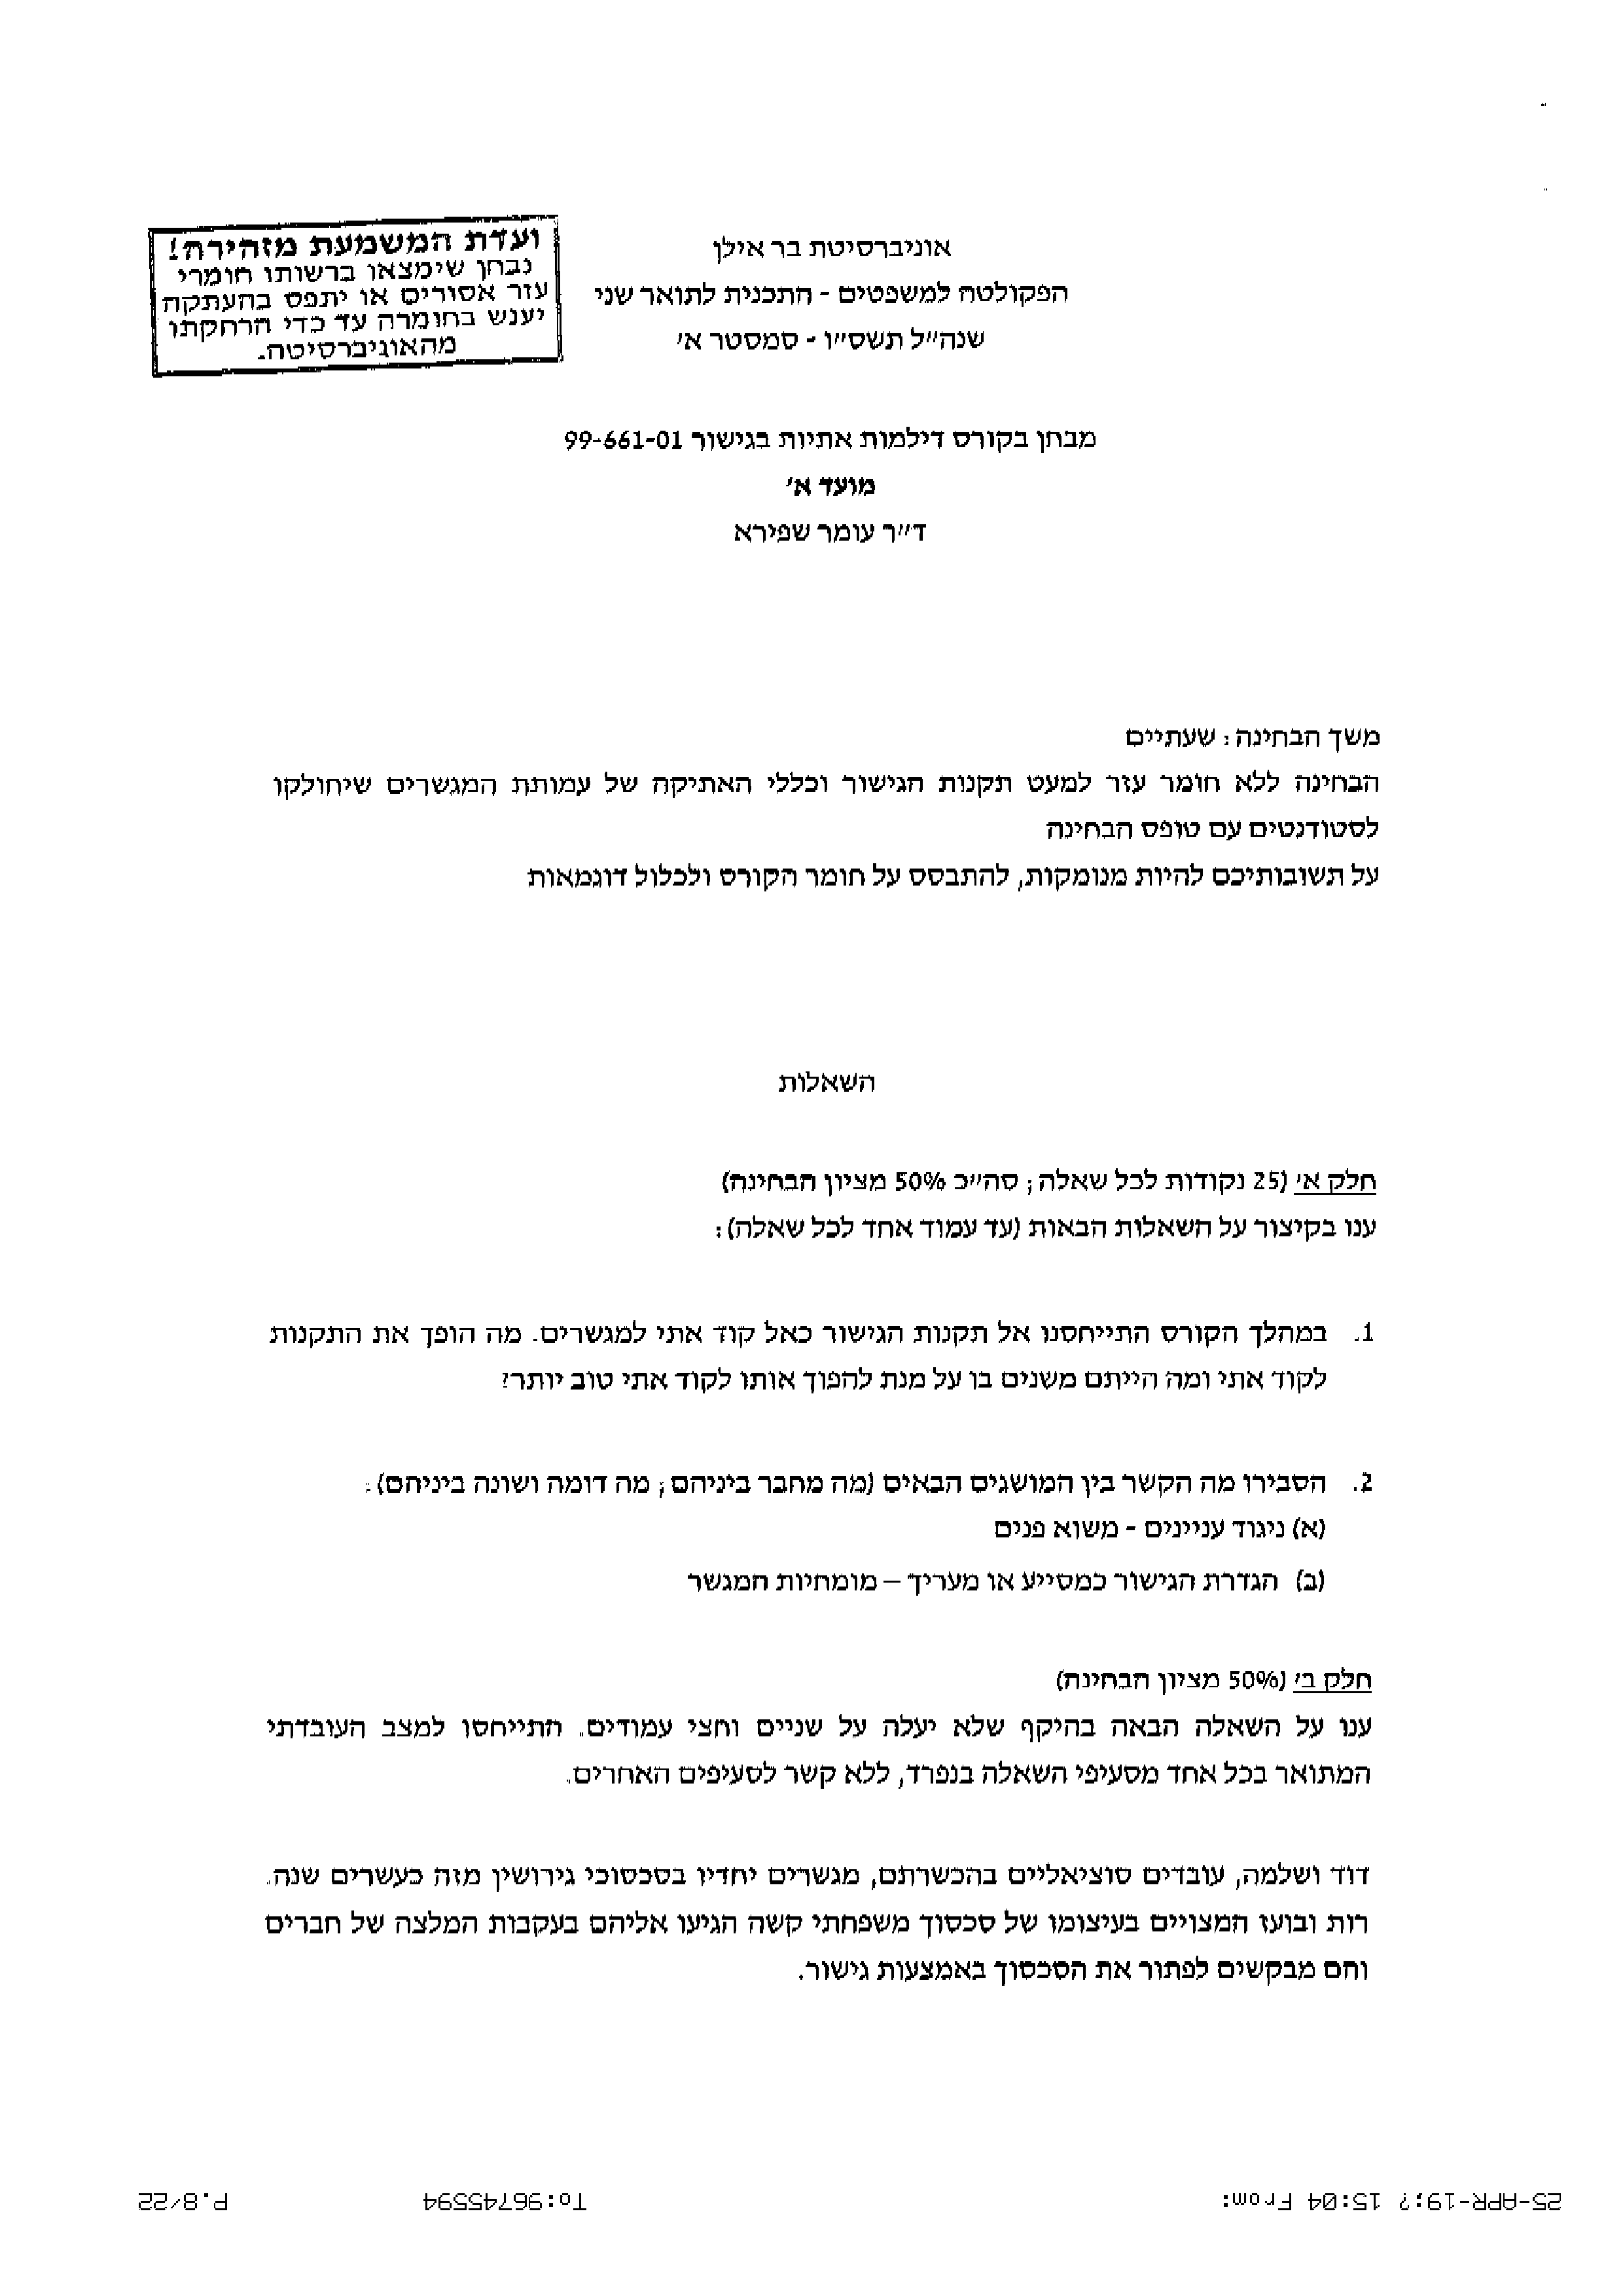 ועדת המשמעת מזהירה!
נבחן שימצאו ברשותו חומרי
עזר אסורים או יתפס בהעתקה
יענש בחומרה עד כדי הרחקתו
מהאוניברסיטה.
אוניברסיטת בר אילן
הפקולטה למשפטים - התכנית לתואר שני
שנה"ל תשס"ו - סמסטר א'
מבחן בקורס דילמות אתיות בגישור 99-661-01
מועד א'
ד"ר עומר שפירא
משך הבחינה: שעתיים
הבחינה ללא חומר עזר למעט תקנות הגישור וכללי האתיקה של עמותת המגשרים שיחולקו
לסטודנטים עם טופס הבחינה
על תשובותיכם להיות מנומקות, להתבסס על חומר הקורס ולכלול דוגמאות
השאלות
חלק א' (25 נקודות לכל שאלה; סה"כ 50% מציון הבחינה)
ענו בקיצור על השאלות הבאות (עד עמוד אחד לכל שאלה):
1. במהלך הקורס התייחסנו אל תקנות הגישור כאל קוד אתי למגשרים. מה הופך את התקנות
לקוד אתי ומה הייתם משנים בו על מנת להפוך אותו לקוד אתי טוב יותר?
2. הסבירו מה הקשר בין המושגים הבאים (מה מחבר ביניהם; מה דומה ושונה ביניהם):
(א) ניגוד עניינים - משוא פנים
(ב) הגדרת הגישור כמסייע או מעריך – מומחיות המגשר
חלק ב' (50% מציון הבחינה)
ענו על השאלה הבאה בהיקף שלא יעלה על שניים וחצי עמודים. התייחסו למצב העובדתי
המתואר בכל אחד מסעיפי השאלה בנפרד, ללא קשר לסעיפים האחרים.
דוד ושלמה, עובדים סוציאליים בהכשרתם, מגשרים יחדיו בסכסוכי גירושין מזה כעשרים שנה.
רות ובועז המצויים בעיצומו של סכסוך משפחתי קשה הגיעו אליהם בעקבות המלצה של חברים
והם מבקשים לפתור את הסכסוך באמצעות גישור.
25-APR-19;? 15:04 From: To:96745594 P.8/22